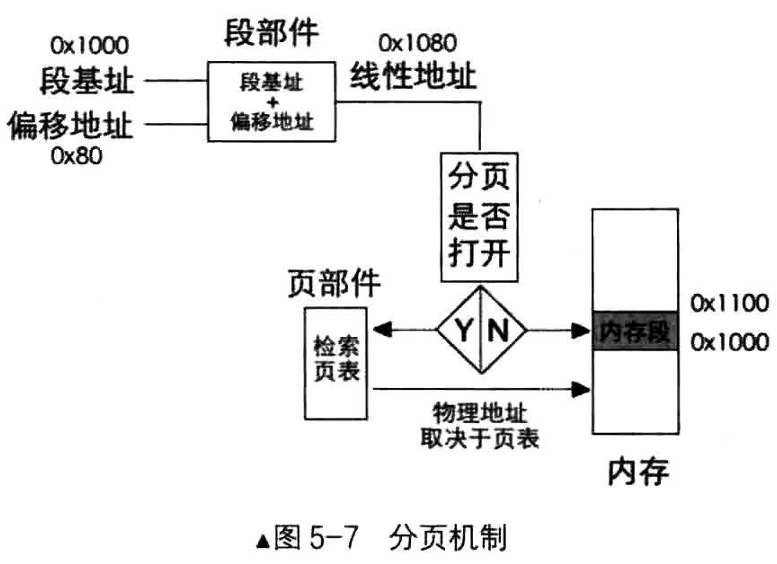 0x1000
段部件
0x1080
段基址
段基址
+
偏移地址
线性地址
偏移地址
0x80
分页
是否
打开
页部件
Y N
检索
页表
内存段
0x1100
0x1000
物理地址
取决于页表
内存
▲图 5-7 分页机制